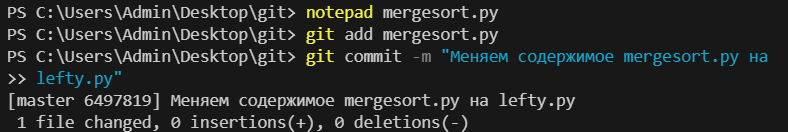 PS C:\Users\Admin\Desktop\git> notepad mergesort.py
PS C:\Users\Admin\Desktop\git> git add mergesort.py
PS C:\Users\Admin\Desktop\git> git commit -m "Меняем содержимое mergesort.py на
>> lefty.py"
[master 6497819] Меняем содержимое mergesort.py на lefty.py
 1 file changed, 0 insertions(+), 0 deletions(-)